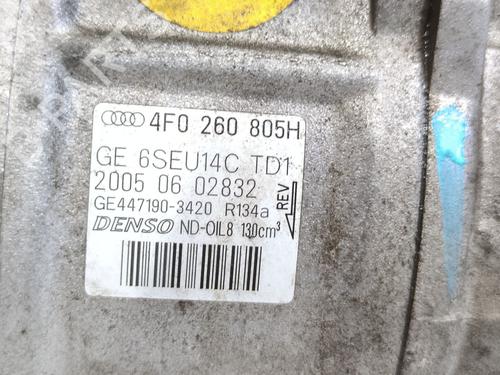 4F0 260 805H
GE 6SEU14C TD1
2005 06 02832
GE447190-3420 R134a
REV
DENSO ND-OIL8 130cm³